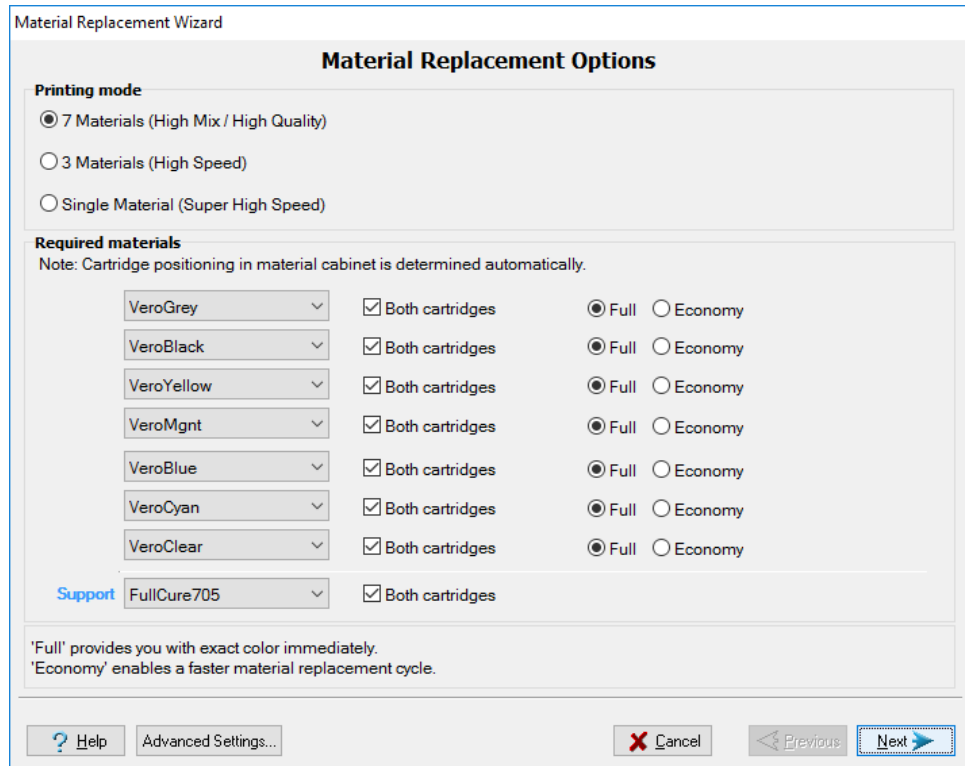 Material Replacement Wizard
Material Replacement Options
Printing mode
7 Materials (High Mix / High Quality)
3 Materials (High Speed)
Single Material (Super High Speed)
Required materials
Note: Cartridge positioning in material cabinet is determined automatically.
VeroGrey Both cartridges Full Economy
VeroBlack Both cartridges Full Economy
VeroYellow Both cartridges Full Economy
VeroMgnt Both cartridges Full Economy
VeroBlue Both cartridges Full Economy
VeroCyan Both cartridges Full Economy
VeroClear Both cartridges Full Economy
Support FullCure705 Both cartridges
'Full' provides you with exact color immediately.
'Economy' enables a faster material replacement cycle.
? Help Advanced Settings... Cancel Previous Next